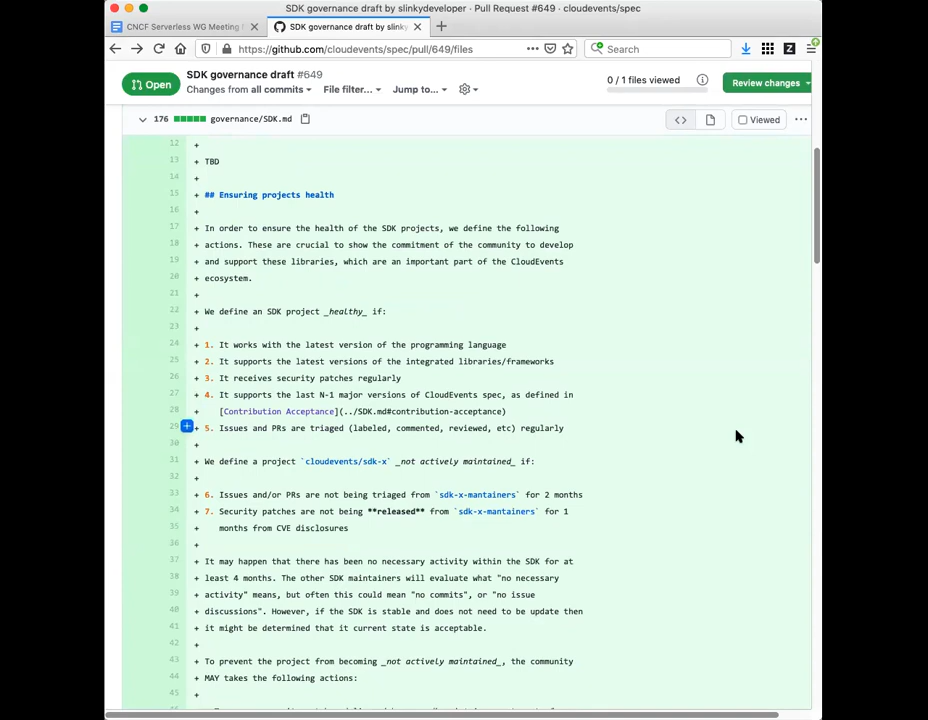 SDK governance draft by slinkydeveloper · Pull Request #649 · cloudevents/spec
CNCF Serverless WG Meeting
SDK governance draft by slinky
https://github.com/cloudevents/spec/pull/649/files
Search
Open
SDK governance draft #649
Changes from all commits
File filter...
Jump to...
0 / 1 files viewed
Review changes
176
governance/SDK.md
Viewed
12 +
13 + TBD
14 +
15 + ## Ensuring projects health
16 +
17 + In order to ensure the health of the SDK projects, we define the following
18 + actions. These are crucial to show the commitment of the community to develop
19 + and support these libraries, which are an important part of the CloudEvents
20 + ecosystem.
21 +
22 + We define an SDK project _healthy_ if:
23 +
24 + 1. It works with the latest version of the programming language
25 + 2. It supports the latest versions of the integrated libraries/frameworks
26 + 3. It receives security patches regularly
27 + 4. It supports the last N-1 major versions of CloudEvents spec, as defined in
28 + [Contribution Acceptance](../SDK.md#contribution-acceptance)
29 + 5. Issues and PRs are triaged (labeled, commented, reviewed, etc) regularly
30 +
31 + We define a project `cloudevents/sdk-x` _not actively maintained_ if:
32 +
33 + 6. Issues and/or PRs are not being triaged from `sdk-x-mantainers` for 2 months
34 + 7. Security patches are not being **released** from `sdk-x-mantainers` for 1
35 + months from CVE disclosures
36 +
37 + It may happen that there has been no necessary activity within the SDK for at
38 + least 4 months. The other SDK maintainers will evaluate what "no necessary
39 + activity" means, but often this could mean "no commits", or "no issue
40 + discussions". However, if the SDK is stable and does not need to be update then
41 + it might be determined that it current state is acceptable.
42 +
43 + To prevent the project from becoming _not actively maintained_, the community
44 + MAY takes the following actions:
45 +